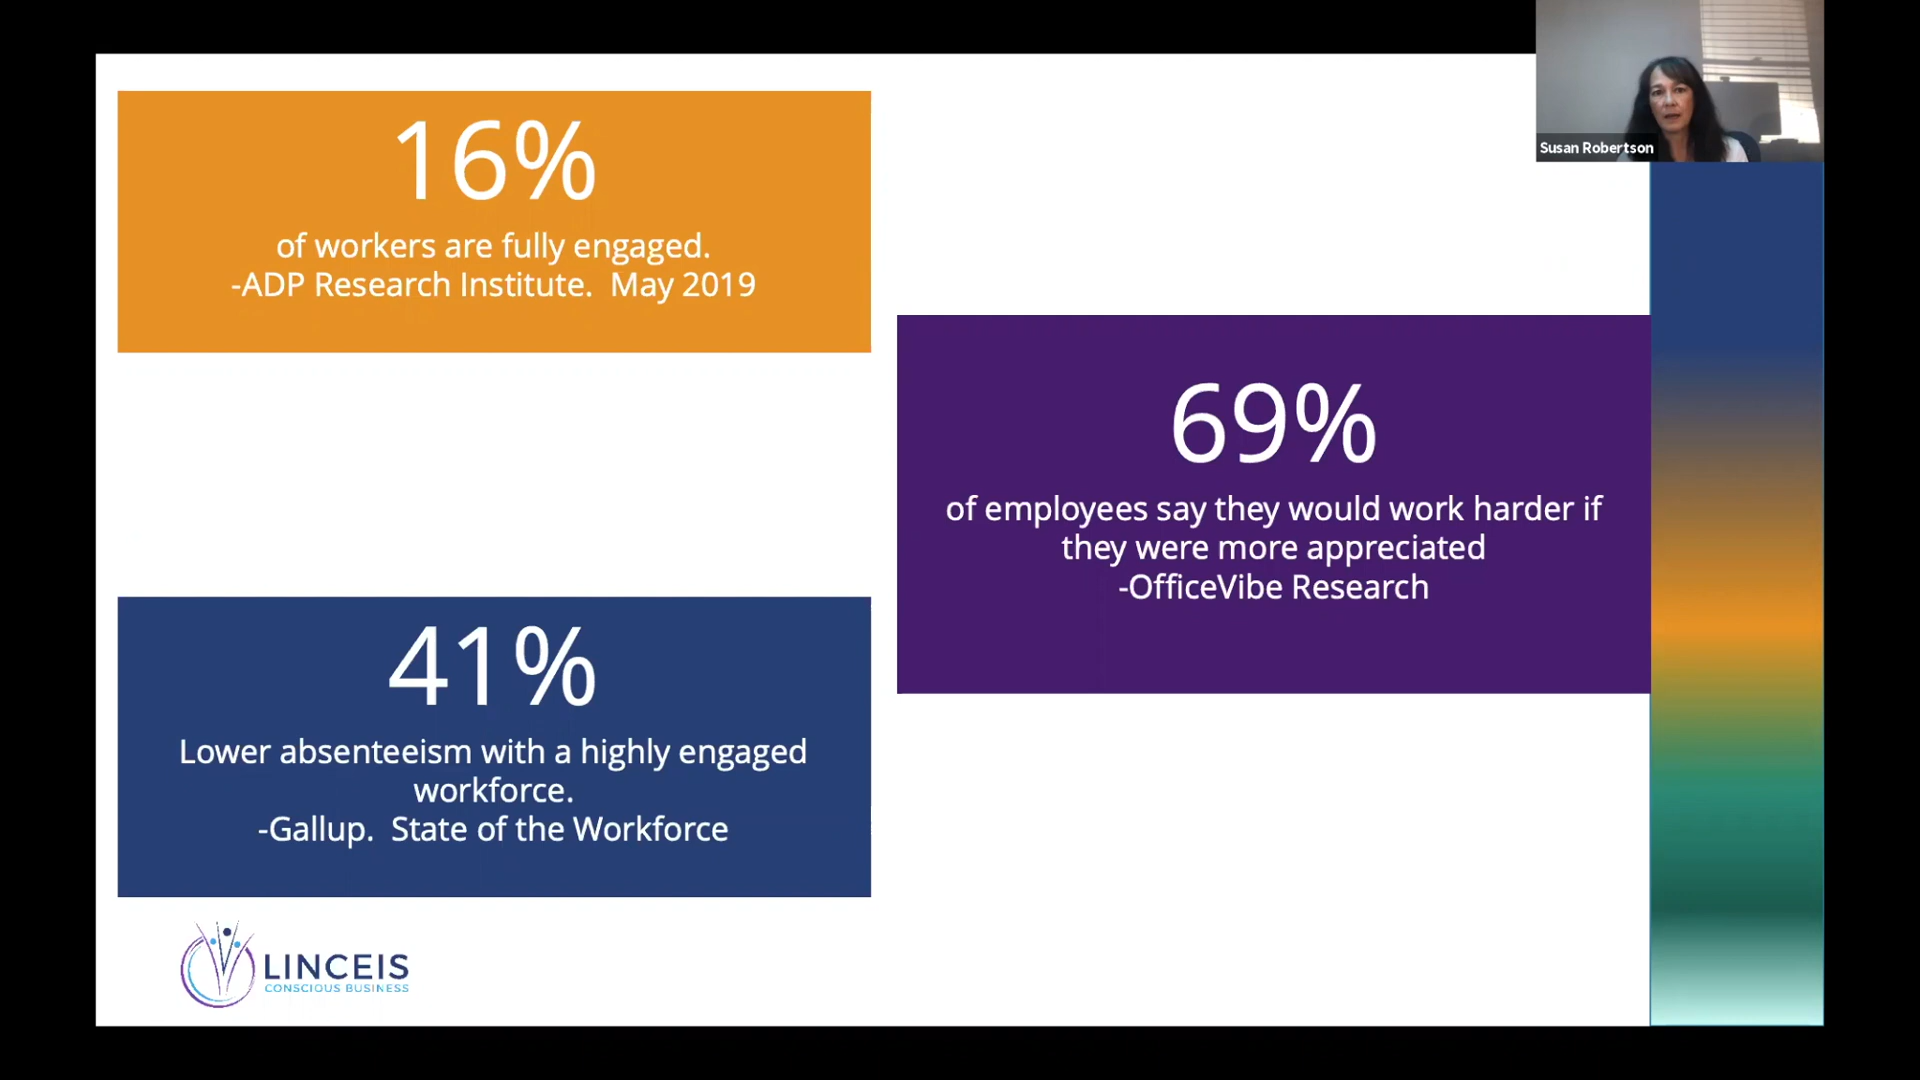 16%
of workers are fully engaged.
-ADP Research Institute.  May 2019
Susan Robertson
69%
of employees say they would work harder if
they were more appreciated
-OfficeVibe Research
41%
Lower absenteeism with a highly engaged
workforce.
-Gallup.  State of the Workforce
LINCEIS
CONSCIOUS BUSINESS